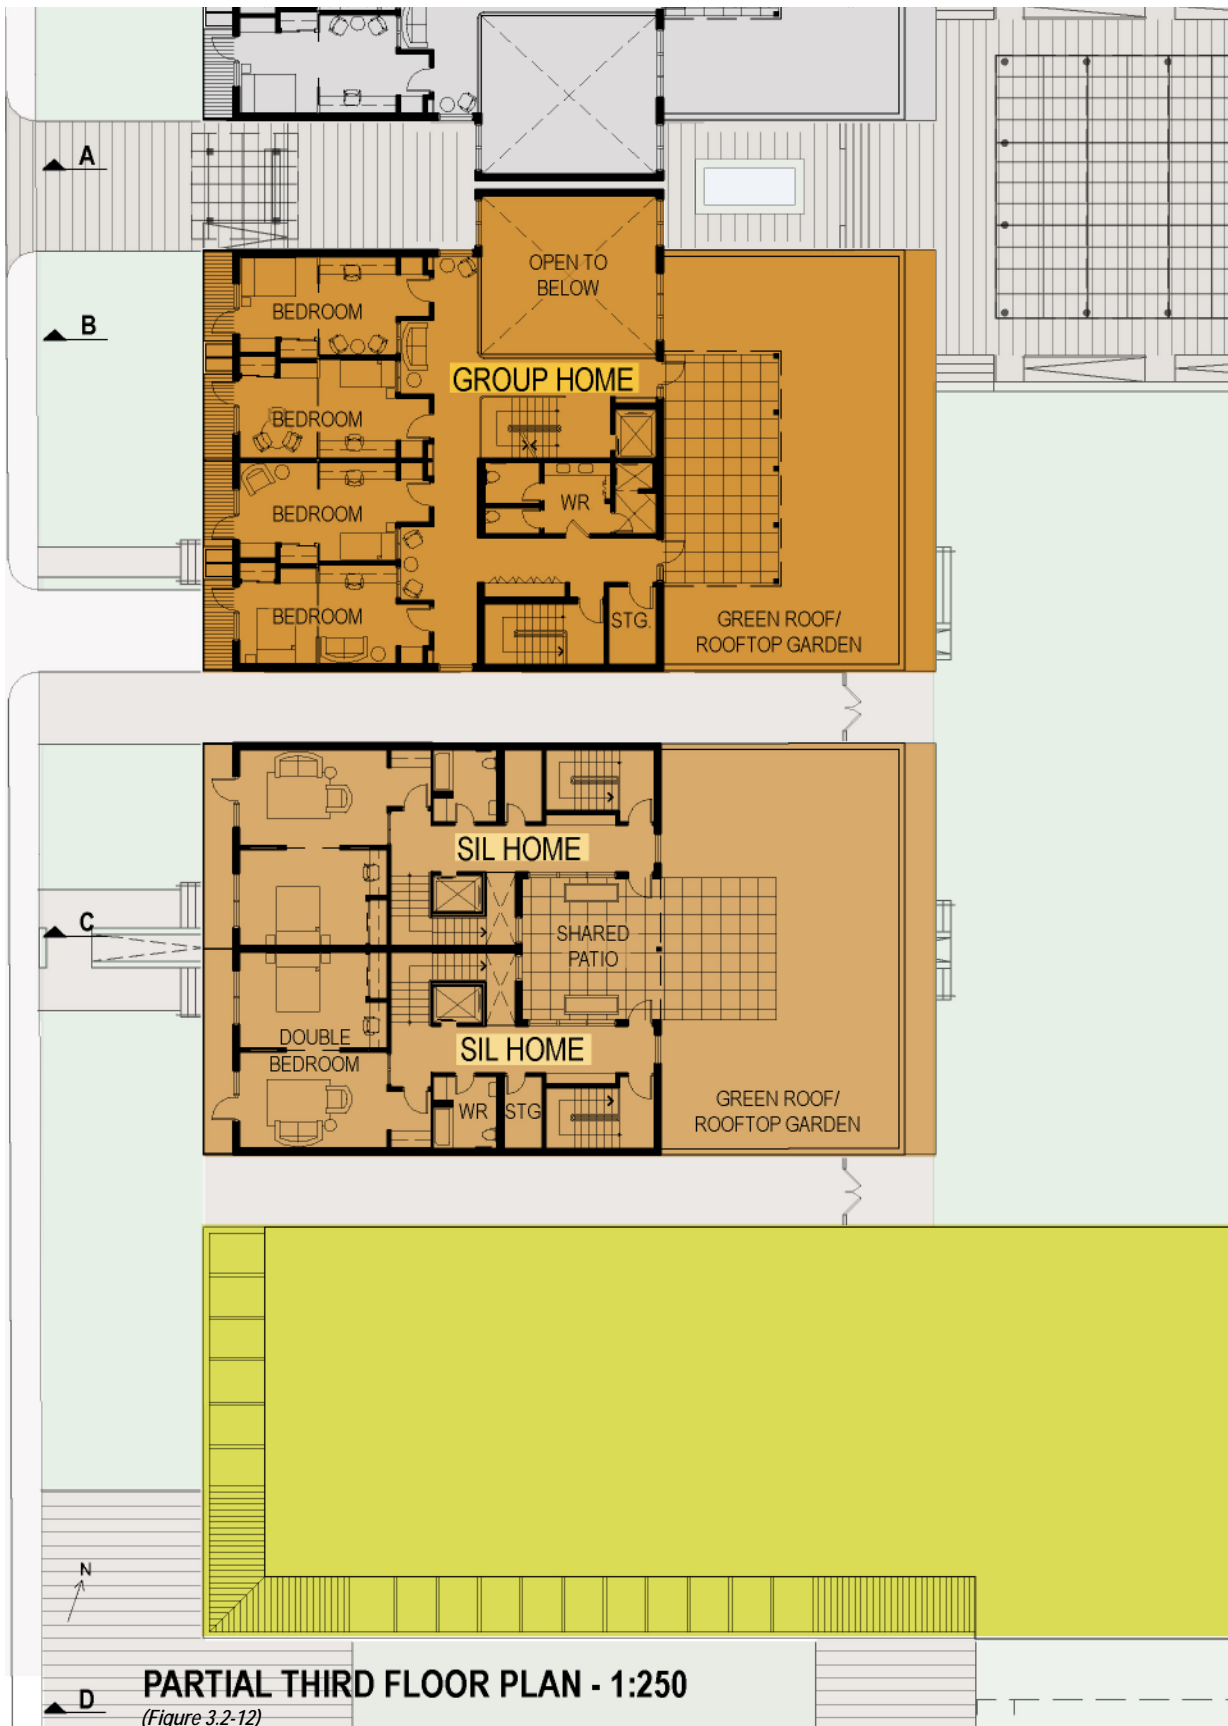 A
OPEN TO
BELOW
BEDROOM
B
GROUP HOME
BEDROOM
WR
BEDROOM
BEDROOM
STG.
GREEN ROOF/
ROOFTOP GARDEN
SIL HOME
C
SHARED
PATIO
DOUBLE
BEDROOM
SIL HOME
WR
STG
GREEN ROOF/
ROOFTOP GARDEN
N
D
PARTIAL THIRD FLOOR PLAN - 1:250
(Figure 3.2-12)